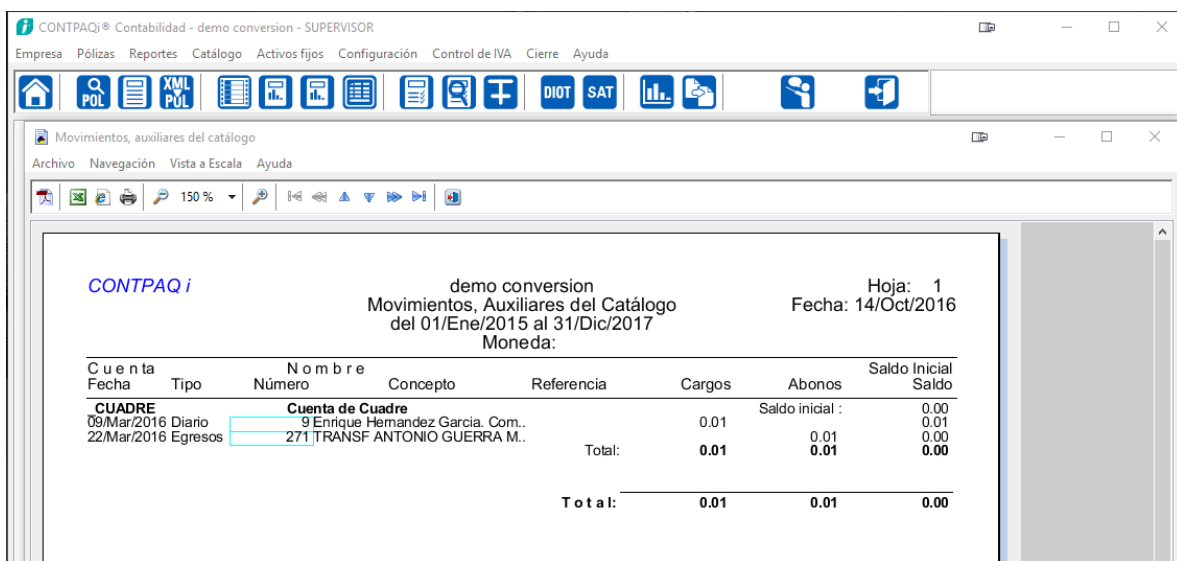 CONTPAQi® Contabilidad - demo conversion - SUPERVISOR
Empresa Pólizas Reportes Catálogo Activos fijos Configuración Control de IVA Cierre Ayuda
POL XML POL DIOT SAT
Movimientos, auxiliares del catálogo
Archivo Navegación Vista a Escala Ayuda
150 %
CONTPAQ i demo conversion Hoja: 1
Movimientos, Auxiliares del Catálogo Fecha: 14/Oct/2016
del 01/Ene/2015 al 31/Dic/2017
Moneda:
C u e n t a N o m b r e Saldo Inicial
Fecha Tipo Número Concepto Referencia Cargos Abonos Saldo
_CUADRE Cuenta de Cuadre Saldo inicial : 0.00
09/Mar/2016 Diario 9 Enrique Hernandez Garcia. Com.. 0.01 0.01
22/Mar/2016 Egresos 271 TRANSF ANTONIO GUERRA M.. 0.01 0.00
Total: 0.01 0.01 0.00
T o t a l: 0.01 0.01 0.00